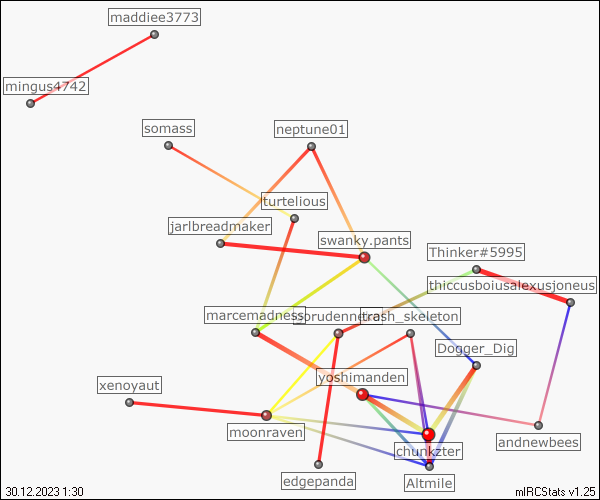 maddiee3773
mingus4742
somass
neptune01
turtelious
jarlbreadmaker
swanky.pants
Thinker#5995
thiccusboiusalexusjoneus
marcemadness
trash_skeleton
Dogger_Dig
yoshimanden
xenoyaut
moonraven
chunkzter
andnewbees
edgepanda
Altmile
30.12.2023 1:30
mIRCStats v1.25